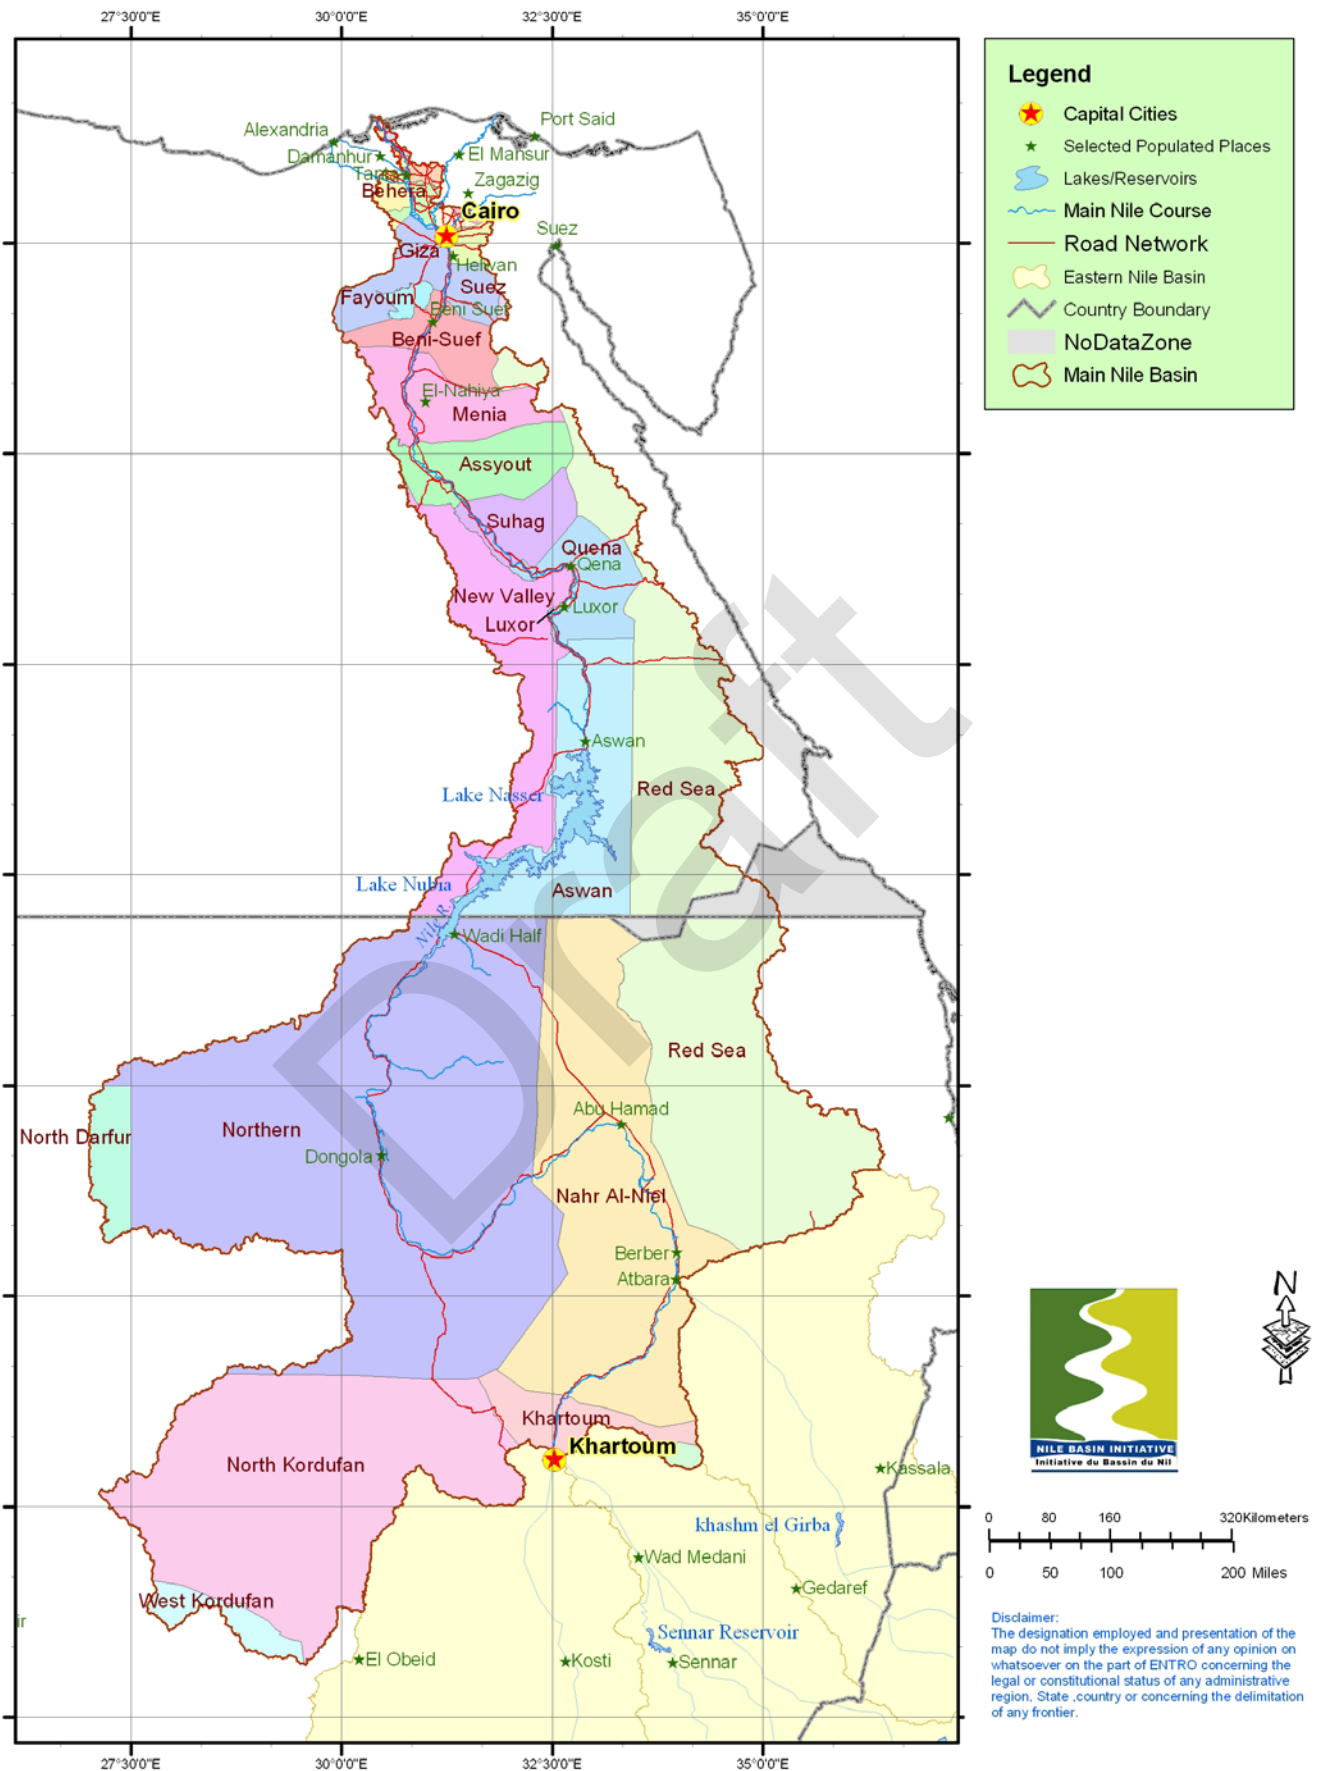 27°30'0"E
30°0'0"E
32°30'0"E
35°0'0"E
Legend
Capital Cities
Selected Populated Places
Lakes/Reservoirs
Main Nile Course
Road Network
Eastern Nile Basin
Country Boundary
NoDataZone
Main Nile Basin
Alexandria
Port Said
Damanhur
El Mansur
Tanta
Zagazig
Behera
Cairo
Suez
Giza
Helwan
Fayoum
Suez
Beni Suef
Beni-Suef
El-Nahiya
Menia
Assyout
Suhag
Quena
Qena
New Valley
Luxor
Luxor
Aswan
Lake Nasser
Red Sea
Lake Nubia
Aswan
Nile R.
Wadi Half
Draft
Red Sea
Abu Hamad
North Darfur
Northern
Dongola
Nahr Al-Niel
Berber
Atbara
Khartoum
Khartoum
North Kordufan
Kassala
khashm el Girba
Wad Medani
Gedaref
West Kordufan
ir
Sennar Reservoir
El Obeid
Kosti
Sennar
N
NILE BASIN INITIATIVE
Initiative du Bassin du Nil
0 80 160 320Kilometers
0 50 100 200 Miles
Disclaimer:
The designation employed and presentation of the
map do not imply the expression of any opinion on
whatsoever on the part of ENTRO concerning the
legal or constitutional status of any administrative
region, State ,country or concerning the delimitation
of any frontier.
27°30'0"E
30°0'0"E
32°30'0"E
35°0'0"E